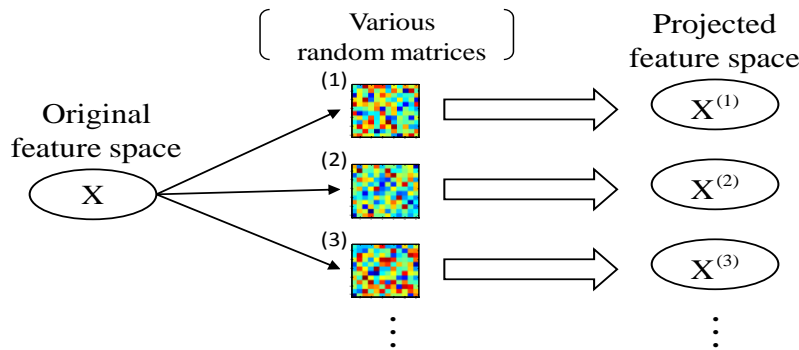 Various
random matrices
Projected
feature space
Original
feature space
X
(1)
X⁽¹⁾
(2)
X⁽²⁾
(3)
X⁽³⁾
⋮
⋮